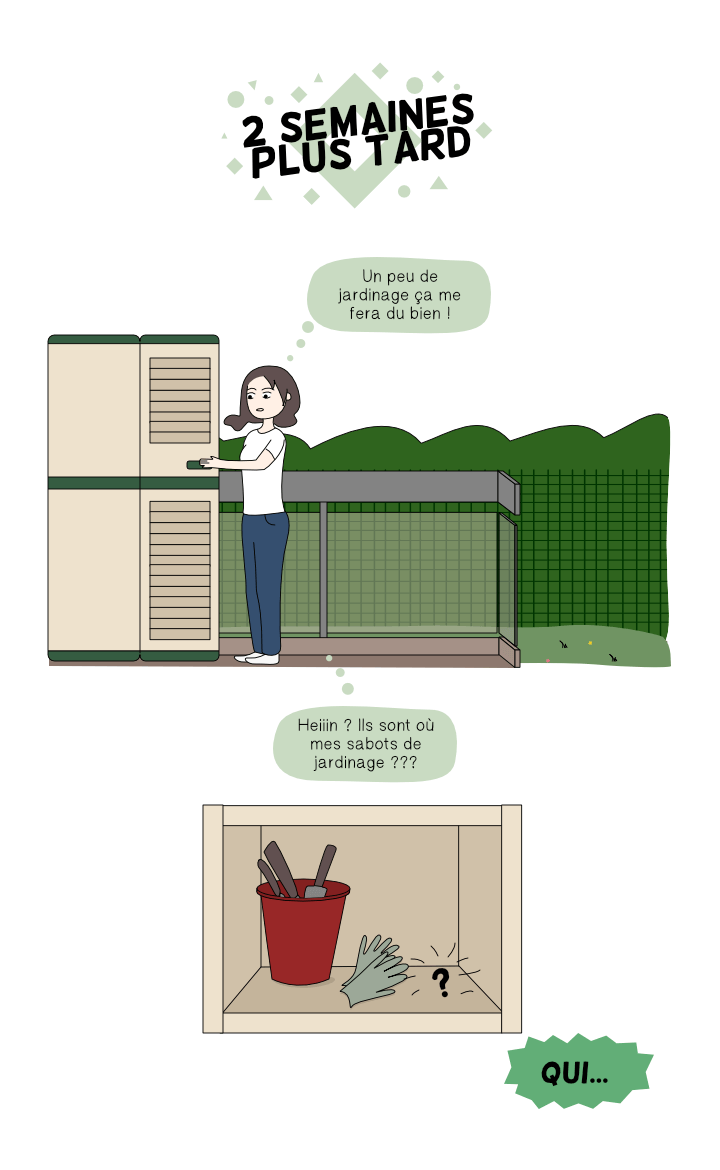 2 SEMAINES
PLUS TARD
Un peu de
jardinage ça me
fera du bien !
Heiiin ? Ils sont où
mes sabots de
jardinage ???
?
QUI...